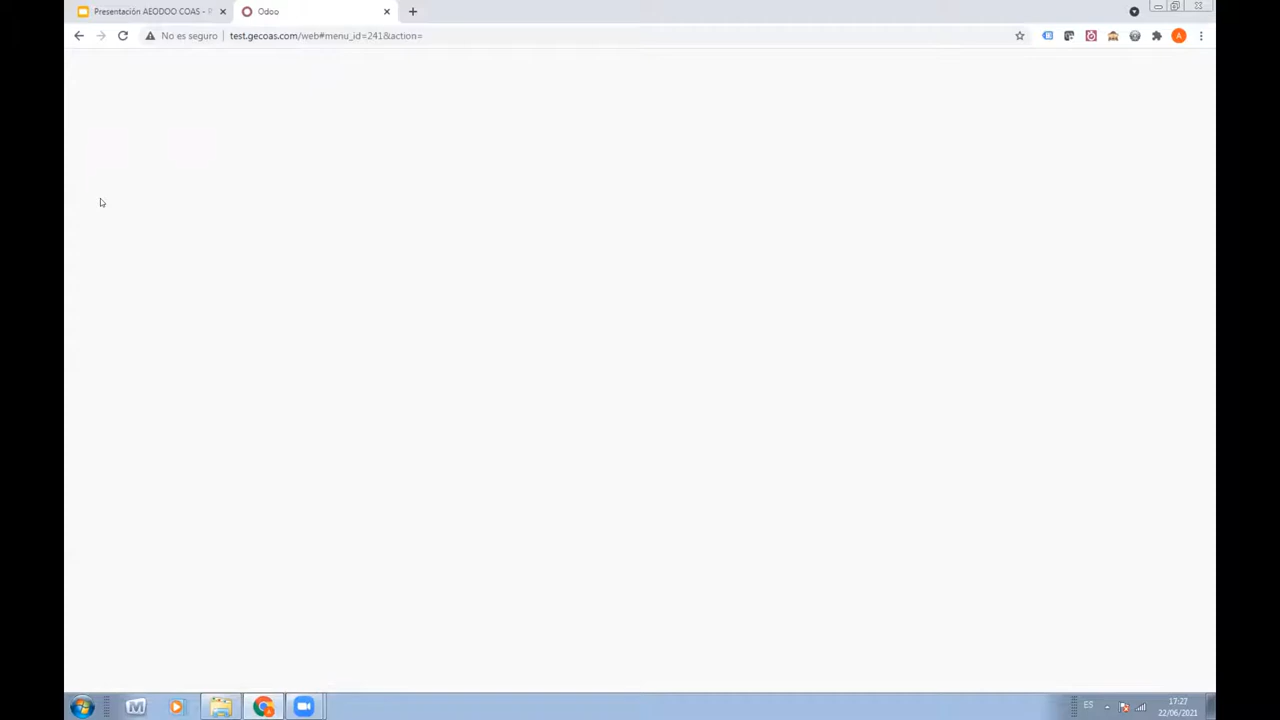 Presentación AEODOO COAS - P
Odoo
No es seguro
test.gecoas.com/web#menu_id=241&action=
A
ES
17:27
22/06/2021